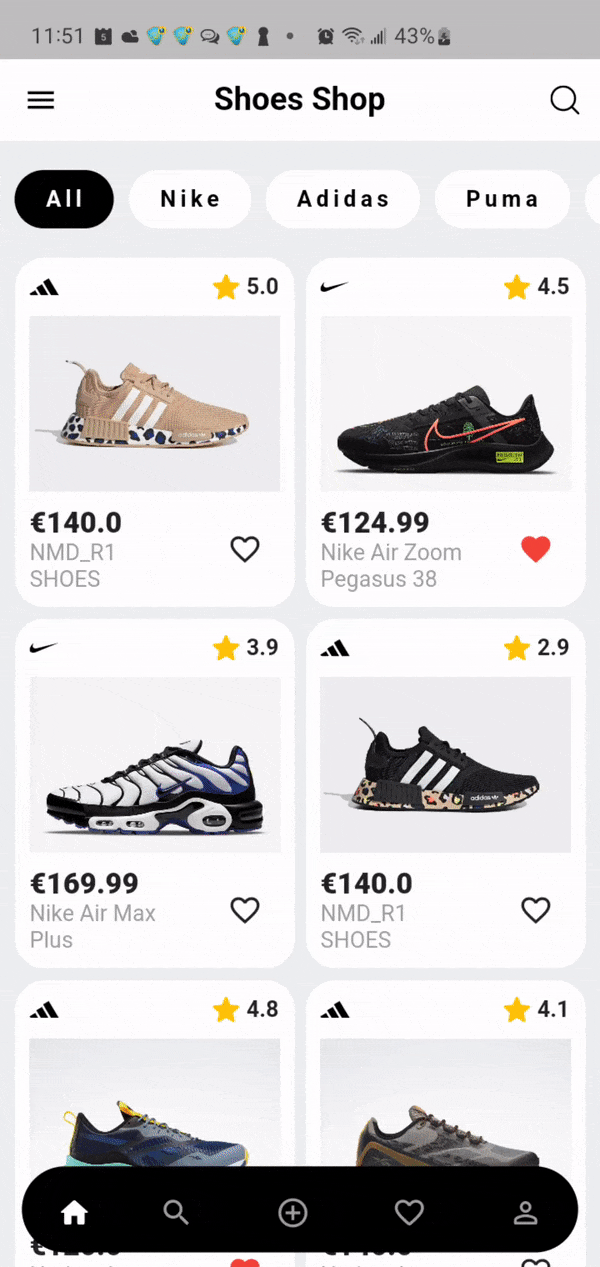 11:51 43%
Shoes Shop
All Nike Adidas Puma
5.0 4.5
€140.0 €124.99
NMD_R1 Nike Air Zoom
SHOES Pegasus 38
3.9 2.9
adidas
€169.99 €140.0
Nike Air Max NMD_R1
Plus SHOES
4.8 4.1